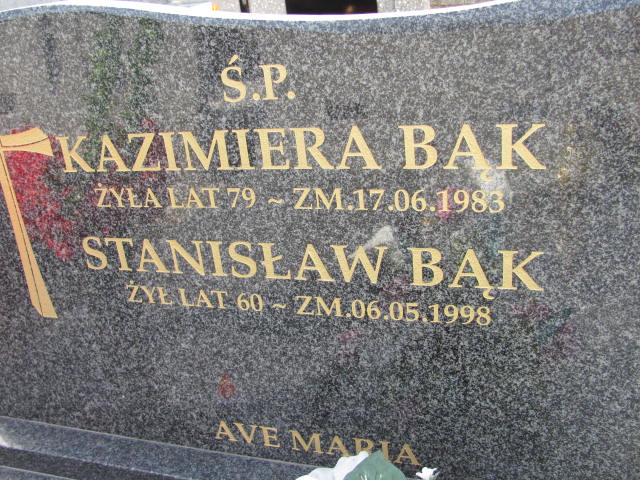 Ś.P.
KAZIMIERA BĄK
ŻYŁA LAT 79 ~ ZM.17.06.1983
STANISŁAW BĄK
ŻYŁ LAT 60 ~ ZM.06.05.1998
AVE MARIA